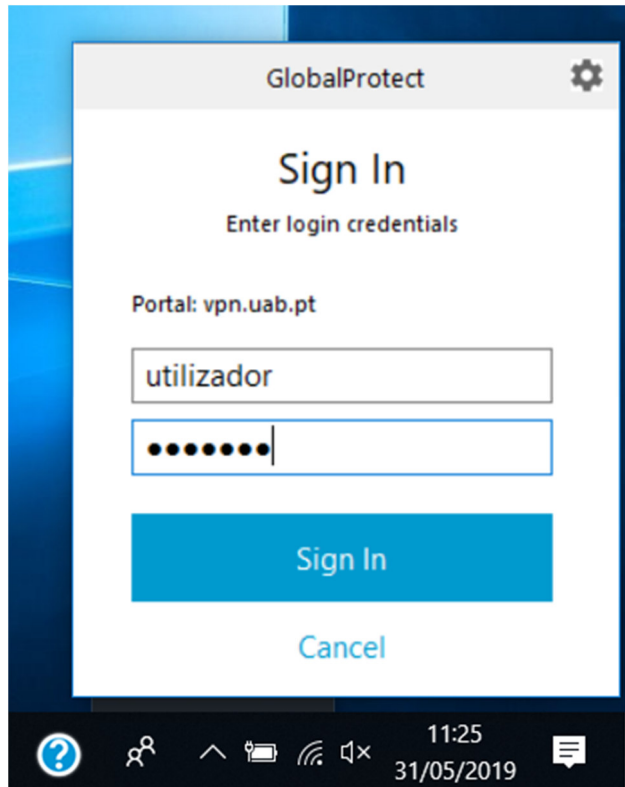 GlobalProtect
Sign In
Enter login credentials
Portal: vpn.uab.pt
utilizador
•••••••
Sign In
Cancel
11:25
31/05/2019